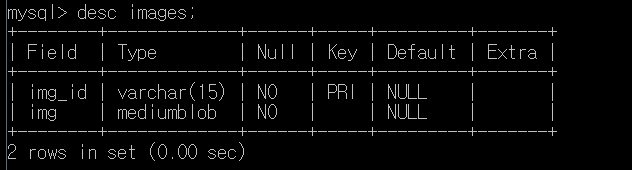 mysql> desc images;
+--------+-------------+------+-----+---------+-------+
| Field  | Type        | Null | Key | Default | Extra |
+--------+-------------+------+-----+---------+-------+
| img_id | varchar(15) | NO   | PRI | NULL    |       |
| img    | mediumblob  | NO   |     | NULL    |       |
+--------+-------------+------+-----+---------+-------+
2 rows in set (0.00 sec)